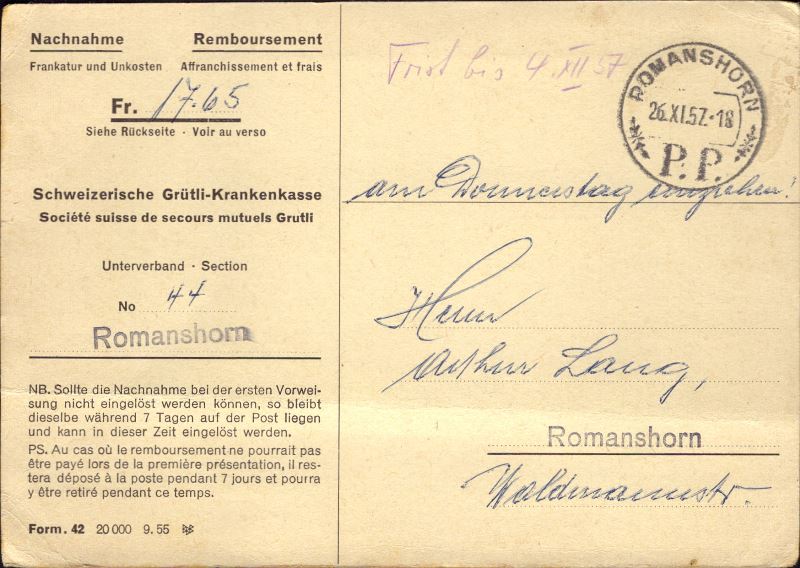 Nachnahme Remboursement
Frankatur und Unkosten Affranchissement et frais
Fr. 17.65
Siehe Rückseite · Voir au verso
Schweizerische Grütli-Krankenkasse
Société suisse de secours mutuels Grutli
Unterverband · Section
No 44
Romanshorn
NB. Sollte die Nachnahme bei der ersten Vorwei-
sung nicht eingelöst werden können, so bleibt
dieselbe während 7 Tagen auf der Post liegen
und kann in dieser Zeit eingelöst werden.
PS. Au cas où le remboursement ne pourrait pas
être payé lors de la première présentation, il res-
tera déposé à la poste pendant 7 jours et pourra
y être retiré pendant ce temps.
Form. 42 20 000 9. 55
Frist bis 4. XII 57
ROMANSHORN
26.XI.57.-18
P.P.
am Donnerstag einziehen!
Herrn
Arthur Lang,
Romanshorn
Waldmannstr.